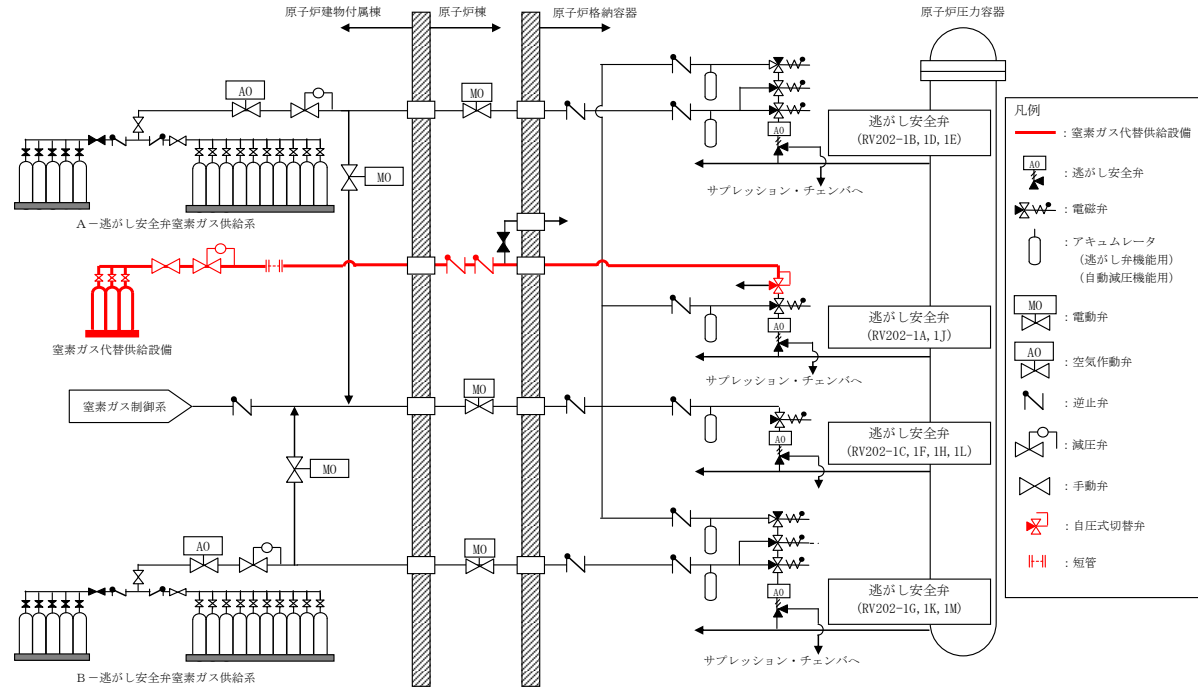 原子炉建物付属棟
原子炉棟
原子炉格納容器
原子炉圧力容器
AO
MO
AO
逃がし安全弁
(RV202-1B, 1D, 1E)
サプレッション・チェンバへ
MO
A-逃がし安全弁窒素ガス供給系
窒素ガス代替供給設備
AO
逃がし安全弁
(RV202-1A, 1J)
サプレッション・チェンバへ
窒素ガス制御系
MO
AO
逃がし安全弁
(RV202-1C, 1F, 1H, 1L)
MO
AO
MO
AO
逃がし安全弁
(RV202-1G, 1K, 1M)
サプレッション・チェンバへ
B-逃がし安全弁窒素ガス供給系
凡例
:窒素ガス代替供給設備
AO
:逃がし安全弁
:電磁弁
:アキュムレータ
(逃がし弁機能用)
(自動減圧機能用)
MO
:電動弁
AO
:空気作動弁
:逆止弁
:減圧弁
:手動弁
:自圧式切替弁
:短管